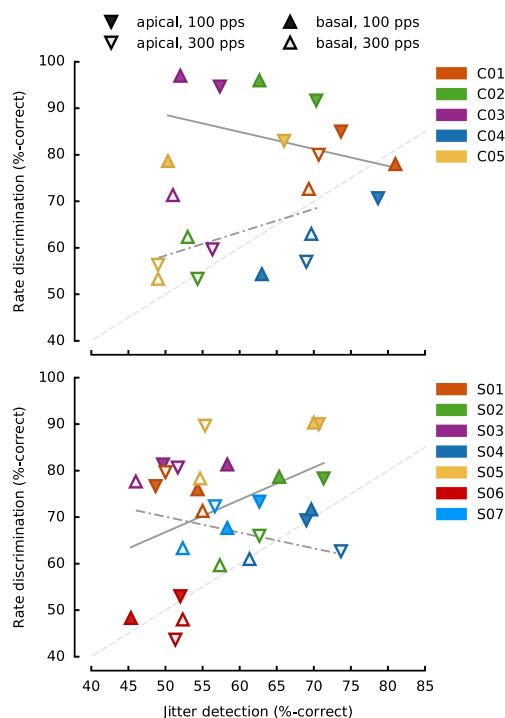 apical, 100 pps basal, 100 pps
apical, 300 pps basal, 300 pps
Rate discrimination (%-correct)
100
90
80
70
60
50
40
C01
C02
C03
C04
C05
Rate discrimination (%-correct)
100
90
80
70
60
50
40
S01
S02
S03
S04
S05
S06
S07
40 45 50 55 60 65 70 75 80 85
Jitter detection (%-correct)